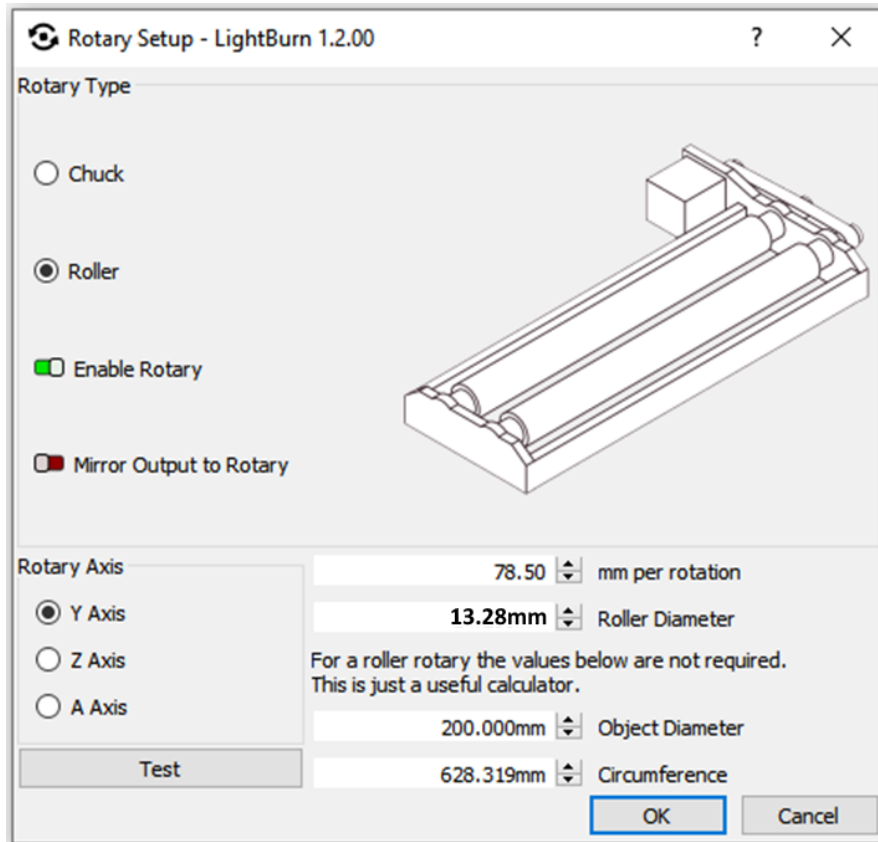 Rotary Setup - LightBurn 1.2.00 ?
Rotary Type
Chuck
Roller
Enable Rotary
Mirror Output to Rotary
Rotary Axis
Y Axis
Z Axis
A Axis
Test
78.50 mm per rotation
13.28mm Roller Diameter
For a roller rotary the values below are not required.
This is just a useful calculator.
200.000mm Object Diameter
628.319mm Circumference
OK Cancel